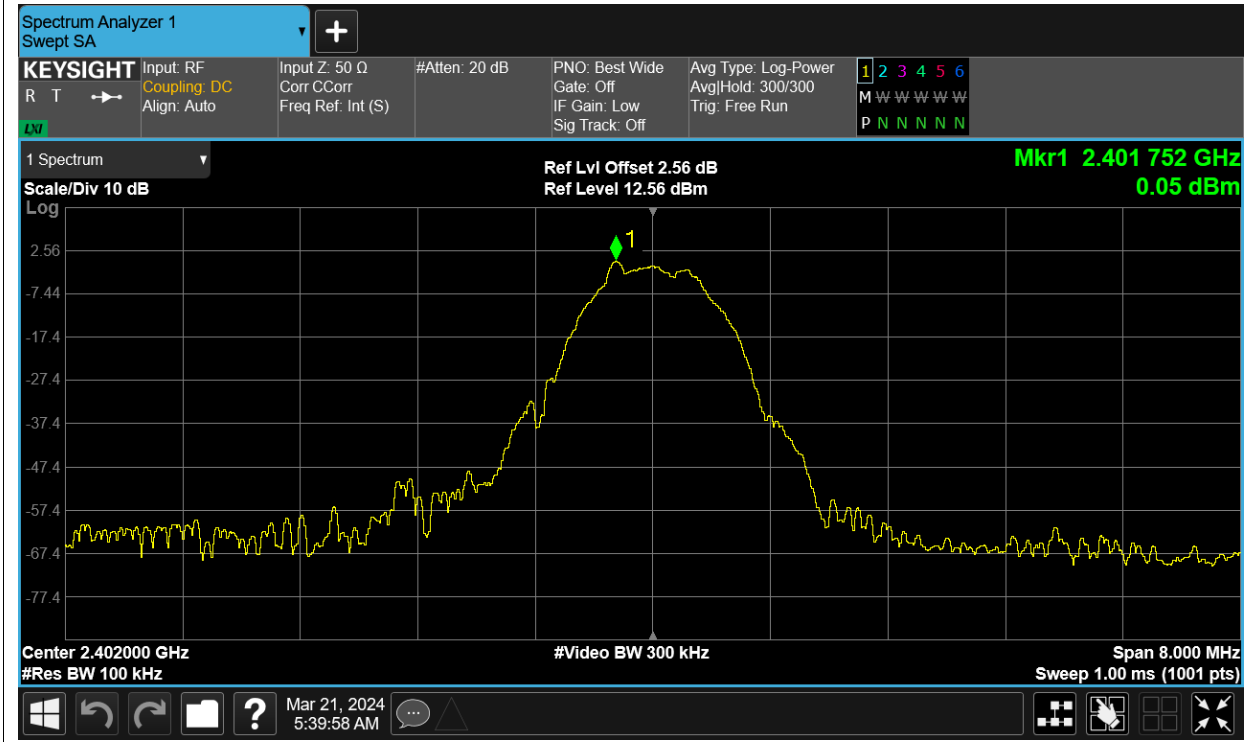 Spectrum Analyzer 1
Swept SA
+
KEYSIGHT
R T
LXI
Input: RF
Coupling: DC
Align: Auto
Input Z: 50 Ω
Corr CCorr
Freq Ref: Int (S)
#Atten: 20 dB
PNO: Best Wide
Gate: Off
IF Gain: Low
Sig Track: Off
Avg Type: Log-Power
Avg|Hold: 300/300
Trig: Free Run
1 2 3 4 5 6
M W W W W W
P N N N N N
1 Spectrum
Scale/Div 10 dB
Ref Lvl Offset 2.56 dB
Ref Level 12.56 dBm
Mkr1 2.401 752 GHz
0.05 dBm
Log
1
2.56
-7.44
-17.4
-27.4
-37.4
-47.4
-57.4
-67.4
-77.4
Center 2.402000 GHz
#Video BW 300 kHz
Span 8.000 MHz
#Res BW 100 kHz
Sweep 1.00 ms (1001 pts)
?
Mar 21, 2024
5:39:58 AM